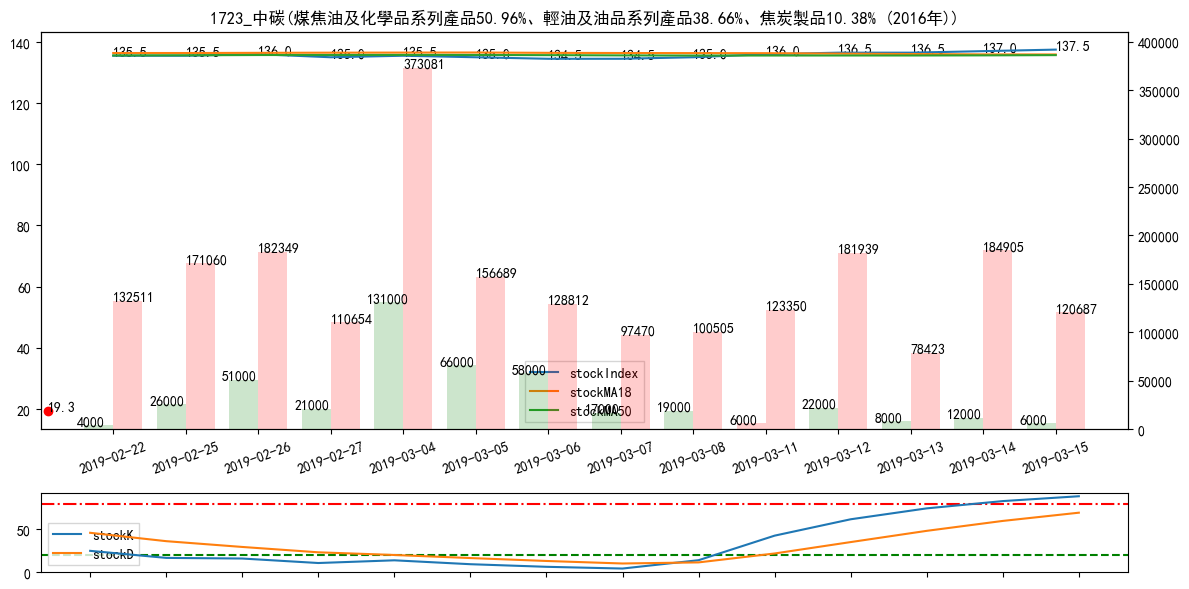 1723_中碳(煤焦油及化學品系列產品50.96%、輕油及油品系列產品38.66%、焦炭製品10.38% (2016年))
140
120
100
80
60
40
20
400000
350000
300000
250000
200000
150000
100000
50000
0
135.5 135.5 136.0 135.0 135.5 135.0 134.5 134.5 135.0 136.0 136.5 136.5 137.0 137.5
132511 171060 182349 110654 373081 156689 128812 97470 100505 123350 181939 78423 184905 120687
4000 26000 51000 21000 131000 66000 58000 17000 19000 6000 22000 8000 12000 6000
19.3
stockIndex
stockMA18
stockMA50
2019-02-22 2019-02-25 2019-02-26 2019-02-27 2019-03-04 2019-03-05 2019-03-06 2019-03-07 2019-03-08 2019-03-11 2019-03-12 2019-03-13 2019-03-14 2019-03-15
50
0
stockK
stockD